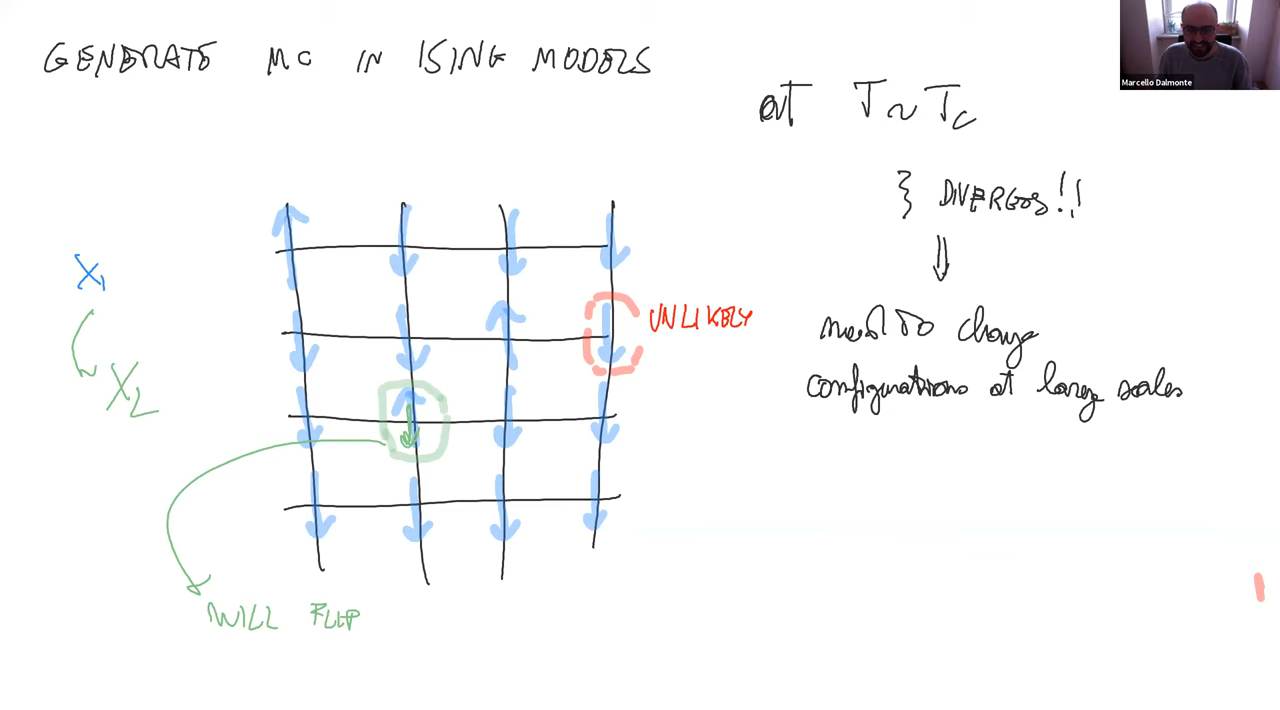 GENERATE MC IN ISING MODELS
Marcello Dalmonte
at T ~ Tc
ξ DIVERGES!!
⇓
need to change
configurations at large scales
X1
X2
UNLIKELY
WILL FLIP